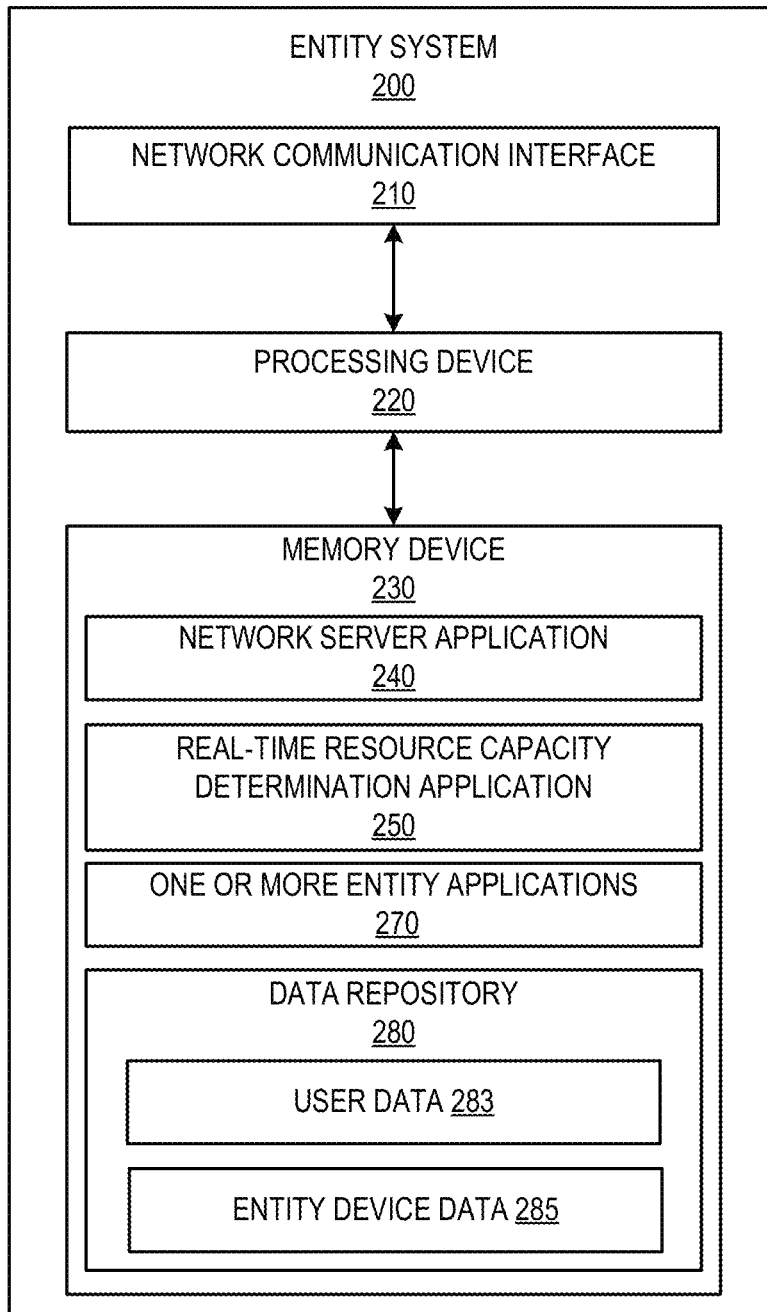 ENTITY SYSTEM
200
NETWORK COMMUNICATION INTERFACE
210
PROCESSING DEVICE
220
MEMORY DEVICE
230
NETWORK SERVER APPLICATION
240
REAL-TIME RESOURCE CAPACITY
DETERMINATION APPLICATION
250
ONE OR MORE ENTITY APPLICATIONS
270
DATA REPOSITORY
280
USER DATA 283
ENTITY DEVICE DATA 285